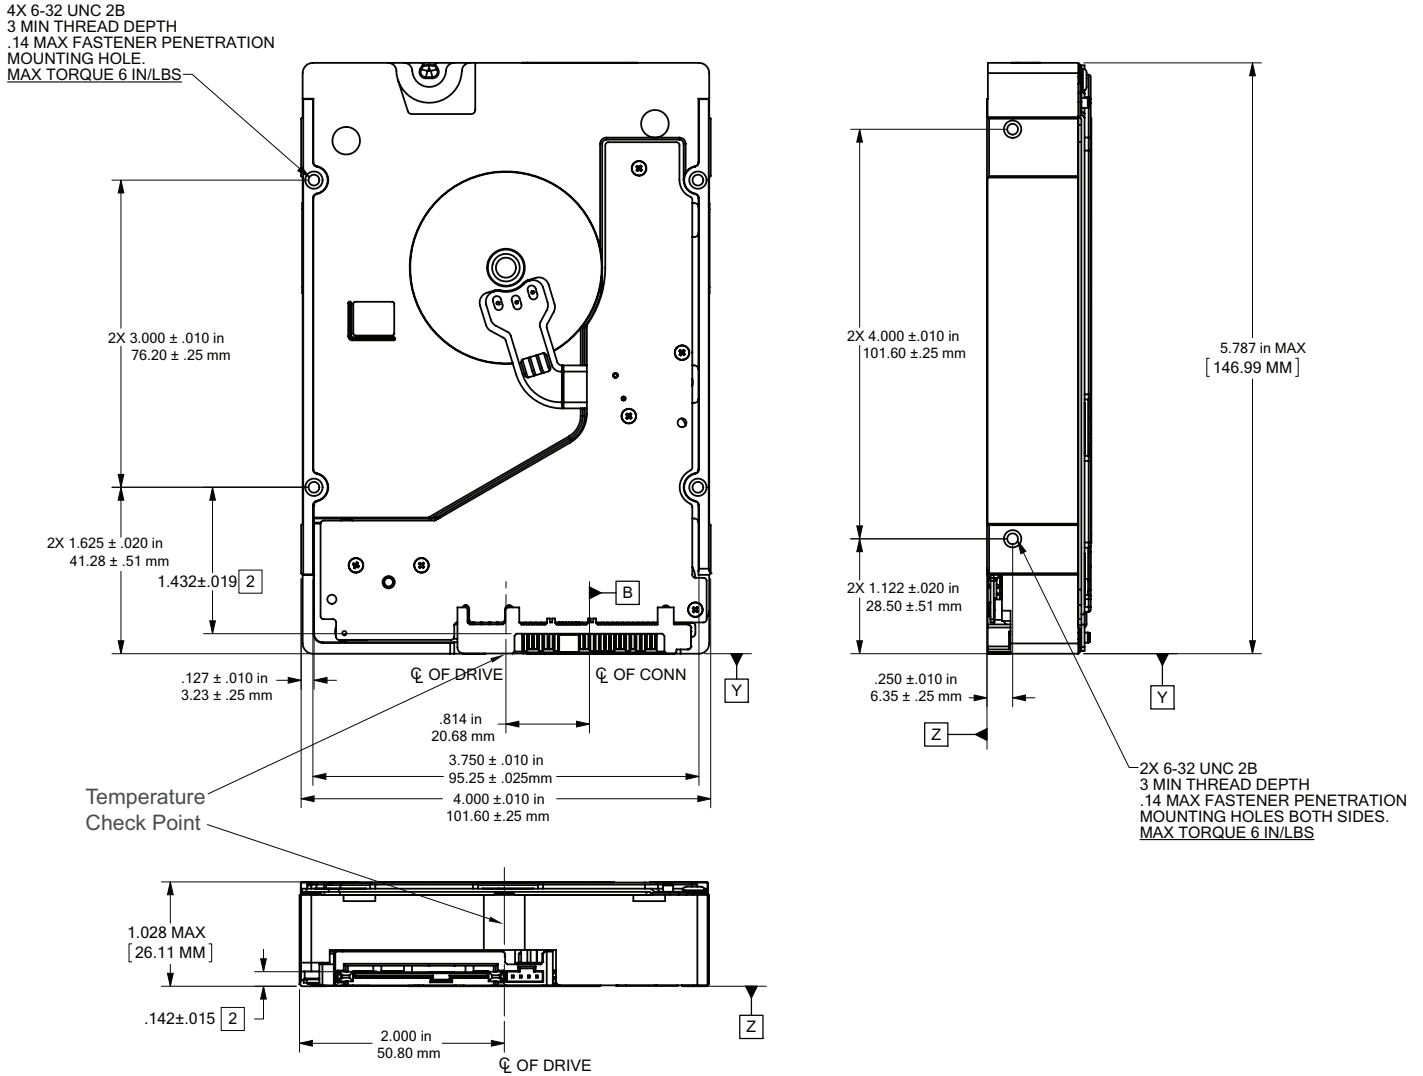 4X 6-32 UNC 2B
3 MIN THREAD DEPTH
.14 MAX FASTENER PENETRATION
MOUNTING HOLE.
MAX TORQUE 6 IN/LBS
2X 3.000 ± .010 in
76.20 ± .25 mm
2X 1.625 ± .020 in
41.28 ± .51 mm
1.432±.019 2
B
.127 ± .010 in
3.23 ± .25 mm
℄ OF DRIVE
℄ OF CONN
Y
.814 in
20.68 mm
3.750 ± .010 in
95.25 ± .025mm
4.000 ±.010 in
101.60 ±.25 mm
Temperature
Check Point
2X 4.000 ±.010 in
101.60 ±.25 mm
5.787 in MAX
[146.99 MM]
2X 1.122 ±.020 in
28.50 ±.51 mm
.250 ±.010 in
6.35 ± .25 mm
Y
Z
2X 6-32 UNC 2B
3 MIN THREAD DEPTH
.14 MAX FASTENER PENETRATION
MOUNTING HOLES BOTH SIDES.
MAX TORQUE 6 IN/LBS
1.028 MAX
[26.11 MM]
.142±.015 2
2.000 in
50.80 mm
℄ OF DRIVE
Z